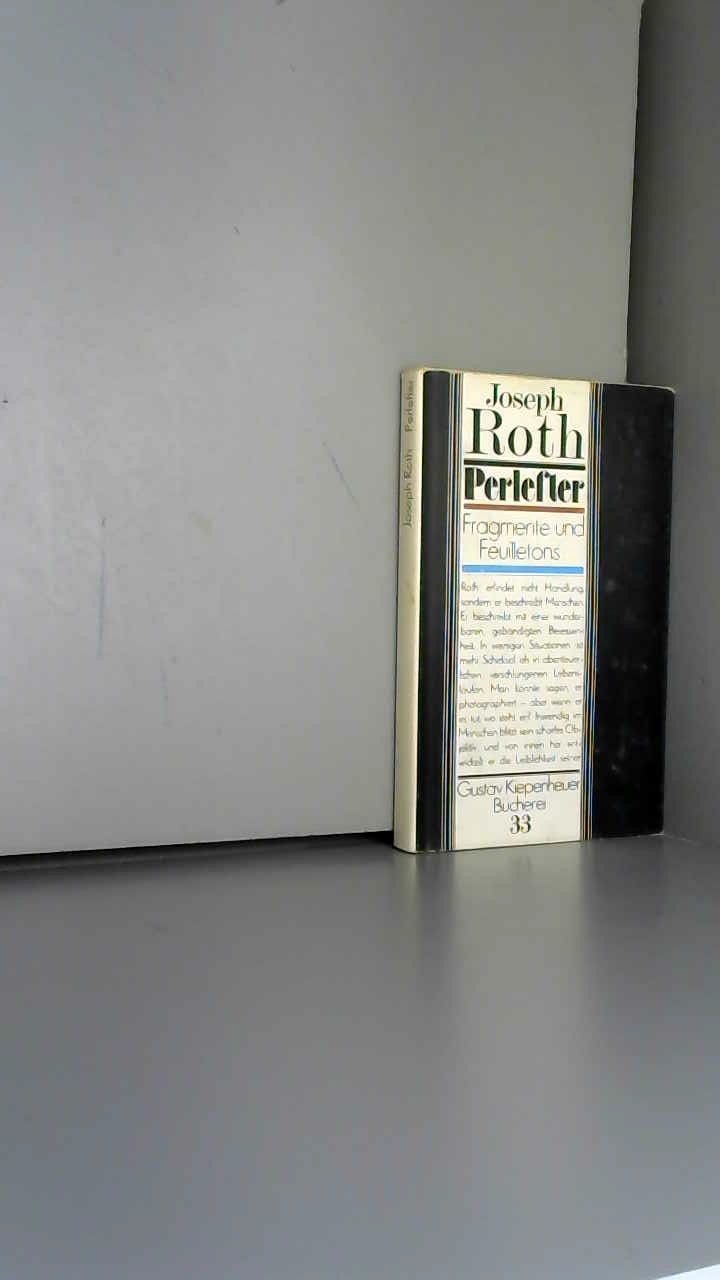 Joseph Roth Perlefter
Joseph
Roth
Perlefter
Fragmente und
Feuilletons
Roth erfindet nicht Handlung,
sondern er beschreibt Menschen.
Er beschreibt mit einer wunder-
baren, gebändigten Besessen-
heit. In wenigen Situationen ist
mehr Schicksal als in abenteuer-
lichen, verschlungenen Lebens-
läufen. Man könnte sagen, er
photographiert – aber wenn er
es tut, wo steht er? Inwendig im
Menschen blitzt sein scharfes Ob-
jektiv, und von innen her ent-
wickelt er die Leiblichkeit seiner
Gustav Kiepenheuer
Bücherei
33